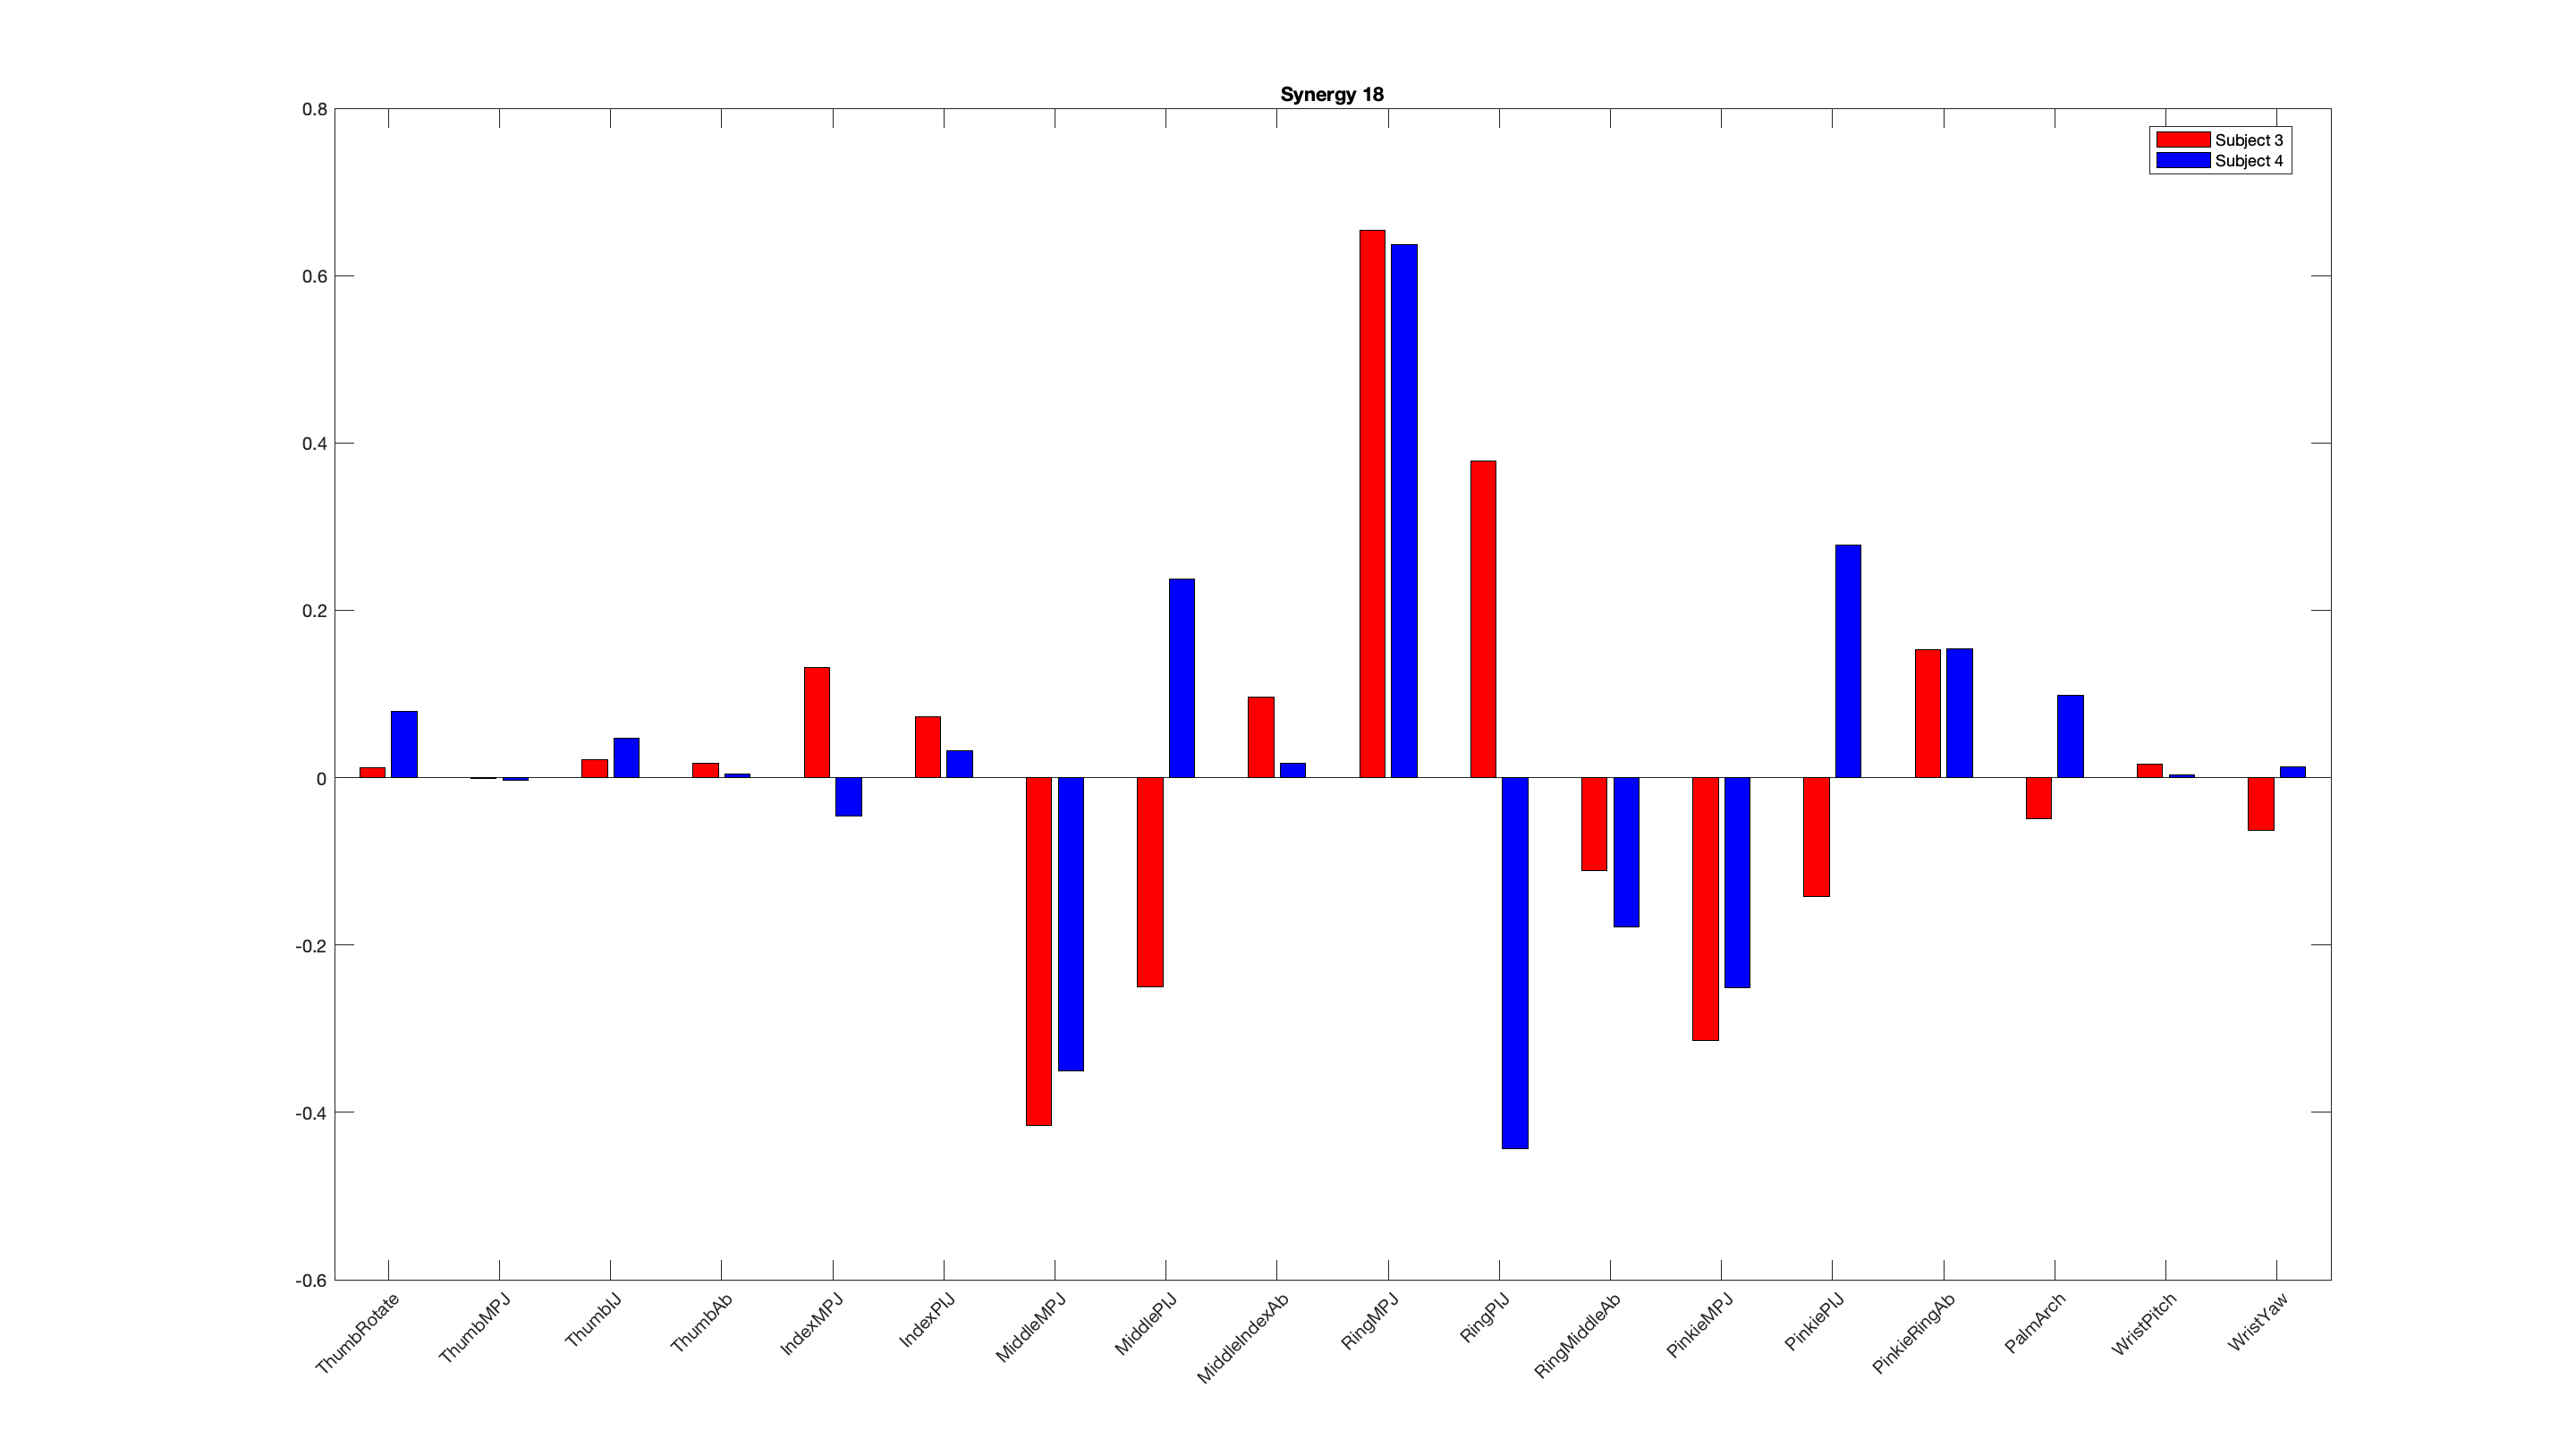 Synergy 18
Subject 3
Subject 4
0.8
0.6
0.4
0.2
0
-0.2
-0.4
-0.6
ThumbRotate
ThumbMPJ
ThumbIJ
ThumbAb
IndexMPJ
IndexPIJ
MiddleMPJ
MiddlePIJ
MiddleIndexAb
RingMPJ
RingPIJ
RingMiddleAb
PinkieMPJ
PinkiePIJ
PinkieRingAb
PalmArch
WristPitch
WristYaw